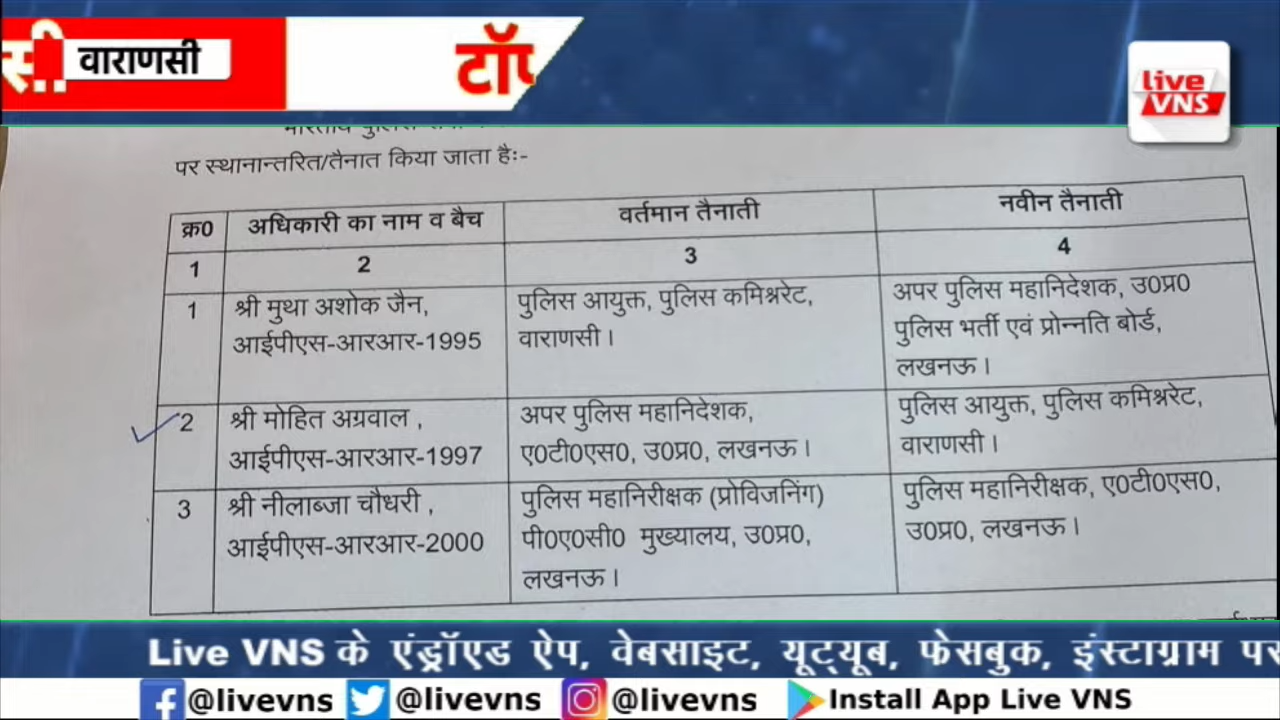 वाराणसी
टॉप
live
VNS
पर स्थानान्तरित/तैनात किया जाता हैः-
क्र0 अधिकारी का नाम व बैच वर्तमान तैनाती नवीन तैनाती
1 2 3 4
1 श्री मुथा अशोक जैन, पुलिस आयुक्त, पुलिस कमिश्नरेट, अपर पुलिस महानिदेशक, उ0प्र0
आईपीएस-आरआर-1995 वाराणसी। पुलिस भर्ती एवं प्रोन्नति बोर्ड,
लखनऊ।
2 श्री मोहित अग्रवाल, अपर पुलिस महानिदेशक, पुलिस आयुक्त, पुलिस कमिश्नरेट,
आईपीएस-आरआर-1997 ए0टी0एस0, उ0प्र0, लखनऊ। वाराणसी।
3 श्री नीलाब्जा चौधरी, पुलिस महानिरीक्षक (प्रोविजनिंग) पुलिस महानिरीक्षक, ए0टी0एस0,
आईपीएस-आरआर-2000 पी0ए0सी0 मुख्यालय, उ0प्र0, उ0प्र0, लखनऊ।
लखनऊ।
Live VNS के एंड्रॉएड ऐप, वेबसाइट, यूट्यूब, फेसबुक, इंस्टाग्राम पर
@livevns @livevns @livevns Install App Live VNS